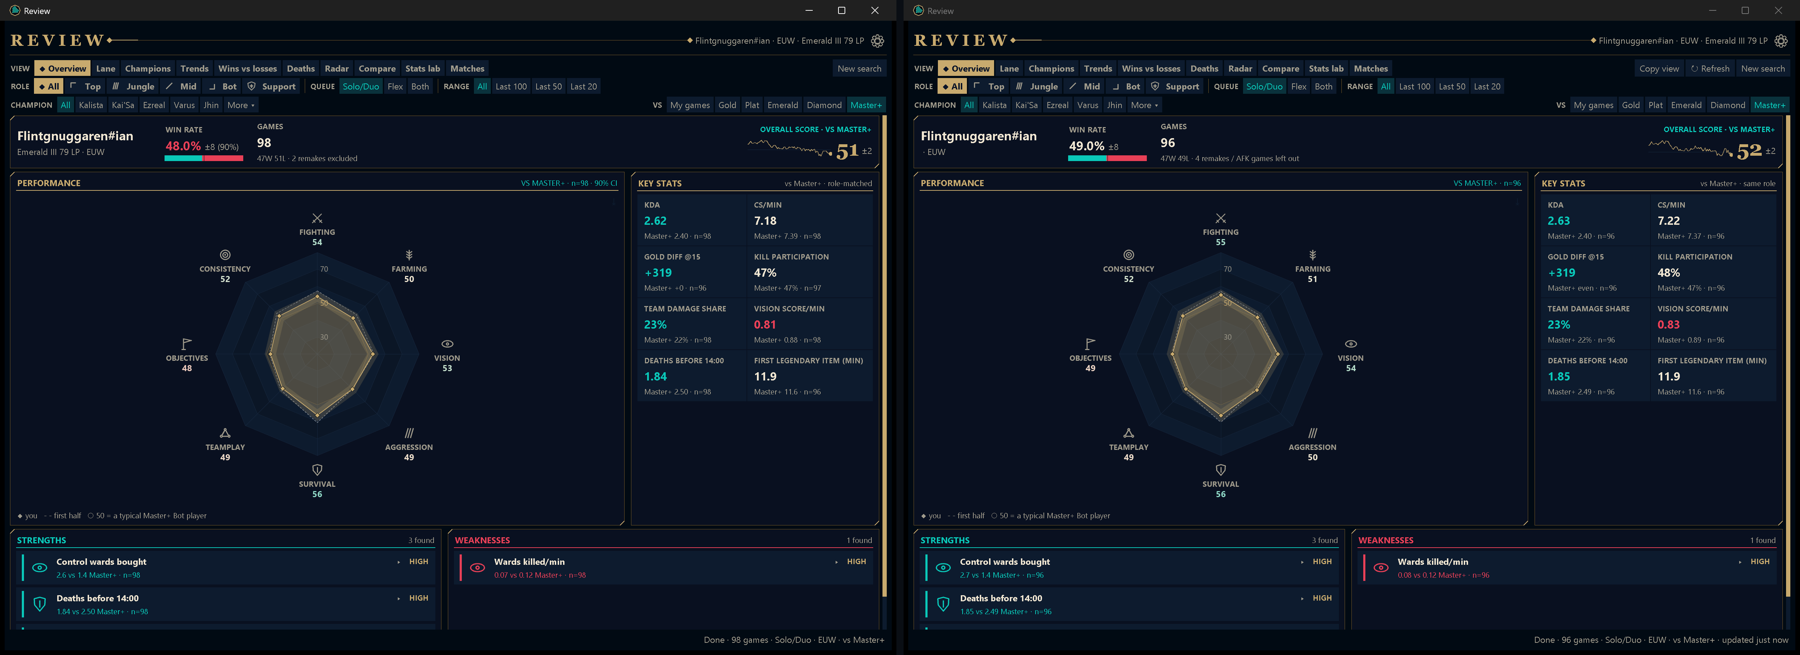 Review
REVIEW
Flintgnuggaren#ian · EUW · Emerald III 79 LP
VIEW Overview Lane Champions Trends Wins vs losses Deaths Radar Compare Stats lab Matches New search
ROLE All Top Jungle Mid Bot Support QUEUE Solo/Duo Flex Both RANGE All Last 100 Last 50 Last 20
CHAMPION All Kalista Kai'Sa Ezreal Varus Jhin More VS My games Gold Plat Emerald Diamond Master+
Flintgnuggaren#ian
Emerald III 79 LP · EUW
WIN RATE
48.0% ±8 (90%)
GAMES
98
47W 51L · 2 remakes excluded
OVERALL SCORE · VS MASTER+
51 ±2
PERFORMANCE
VS MASTER+ · n=98 · 90% CI
FIGHTING
54
CONSISTENCY
52
FARMING
50
70
50
30
OBJECTIVES
48
VISION
53
TEAMPLAY
49
AGGRESSION
49
SURVIVAL
56
you - - first half 50 = a typical Master+ Bot player
KEY STATS
vs Master+ · role-matched
KDA
2.62
Master+ 2.40 · n=98
CS/MIN
7.18
Master+ 7.39 · n=98
GOLD DIFF @15
+319
Master+ +0 · n=96
KILL PARTICIPATION
47%
Master+ 47% · n=97
TEAM DAMAGE SHARE
23%
Master+ 22% · n=98
VISION SCORE/MIN
0.81
Master+ 0.88 · n=98
DEATHS BEFORE 14:00
1.84
Master+ 2.50 · n=98
FIRST LEGENDARY ITEM (MIN)
11.9
Master+ 11.6 · n=98
STRENGTHS
3 found
Control wards bought
2.6 vs 1.4 Master+ · n=98
HIGH
Deaths before 14:00
1.84 vs 2.50 Master+ · n=98
HIGH
WEAKNESSES
1 found
Wards killed/min
0.07 vs 0.12 Master+ · n=98
HIGH
Done · 98 games · Solo/Duo · EUW · vs Master+
Review
REVIEW
Flintgnuggaren#ian · EUW · Emerald III 79 LP
VIEW Overview Lane Champions Trends Wins vs losses Deaths Radar Compare Stats lab Matches Copy view Refresh New search
ROLE All Top Jungle Mid Bot Support QUEUE Solo/Duo Flex Both RANGE All Last 100 Last 50 Last 20
CHAMPION All Kalista Kai'Sa Ezreal Varus Jhin More VS My games Gold Plat Emerald Diamond Master+
Flintgnuggaren#ian
· EUW
WIN RATE
49.0% ±8
GAMES
96
47W 49L · 4 remakes / AFK games left out
OVERALL SCORE · VS MASTER+
52 ±2
PERFORMANCE
VS MASTER+ · n=96
FIGHTING
55
CONSISTENCY
52
FARMING
51
70
50
30
OBJECTIVES
49
VISION
54
TEAMPLAY
49
AGGRESSION
50
SURVIVAL
56
you - - first half 50 = a typical Master+ Bot player
KEY STATS
vs Master+ · same role
KDA
2.63
Master+ 2.40 · n=96
CS/MIN
7.22
Master+ 7.37 · n=96
GOLD DIFF @15
+319
Master+ even · n=96
KILL PARTICIPATION
48%
Master+ 47% · n=96
TEAM DAMAGE SHARE
23%
Master+ 22% · n=96
VISION SCORE/MIN
0.83
Master+ 0.89 · n=96
DEATHS BEFORE 14:00
1.85
Master+ 2.49 · n=96
FIRST LEGENDARY ITEM (MIN)
11.9
Master+ 11.6 · n=96
STRENGTHS
3 found
Control wards bought
2.7 vs 1.4 Master+ · n=96
HIGH
Deaths before 14:00
1.85 vs 2.49 Master+ · n=96
HIGH
WEAKNESSES
1 found
Wards killed/min
0.08 vs 0.12 Master+ · n=96
HIGH
Done · 96 games · Solo/Duo · EUW · vs Master+ · updated just now